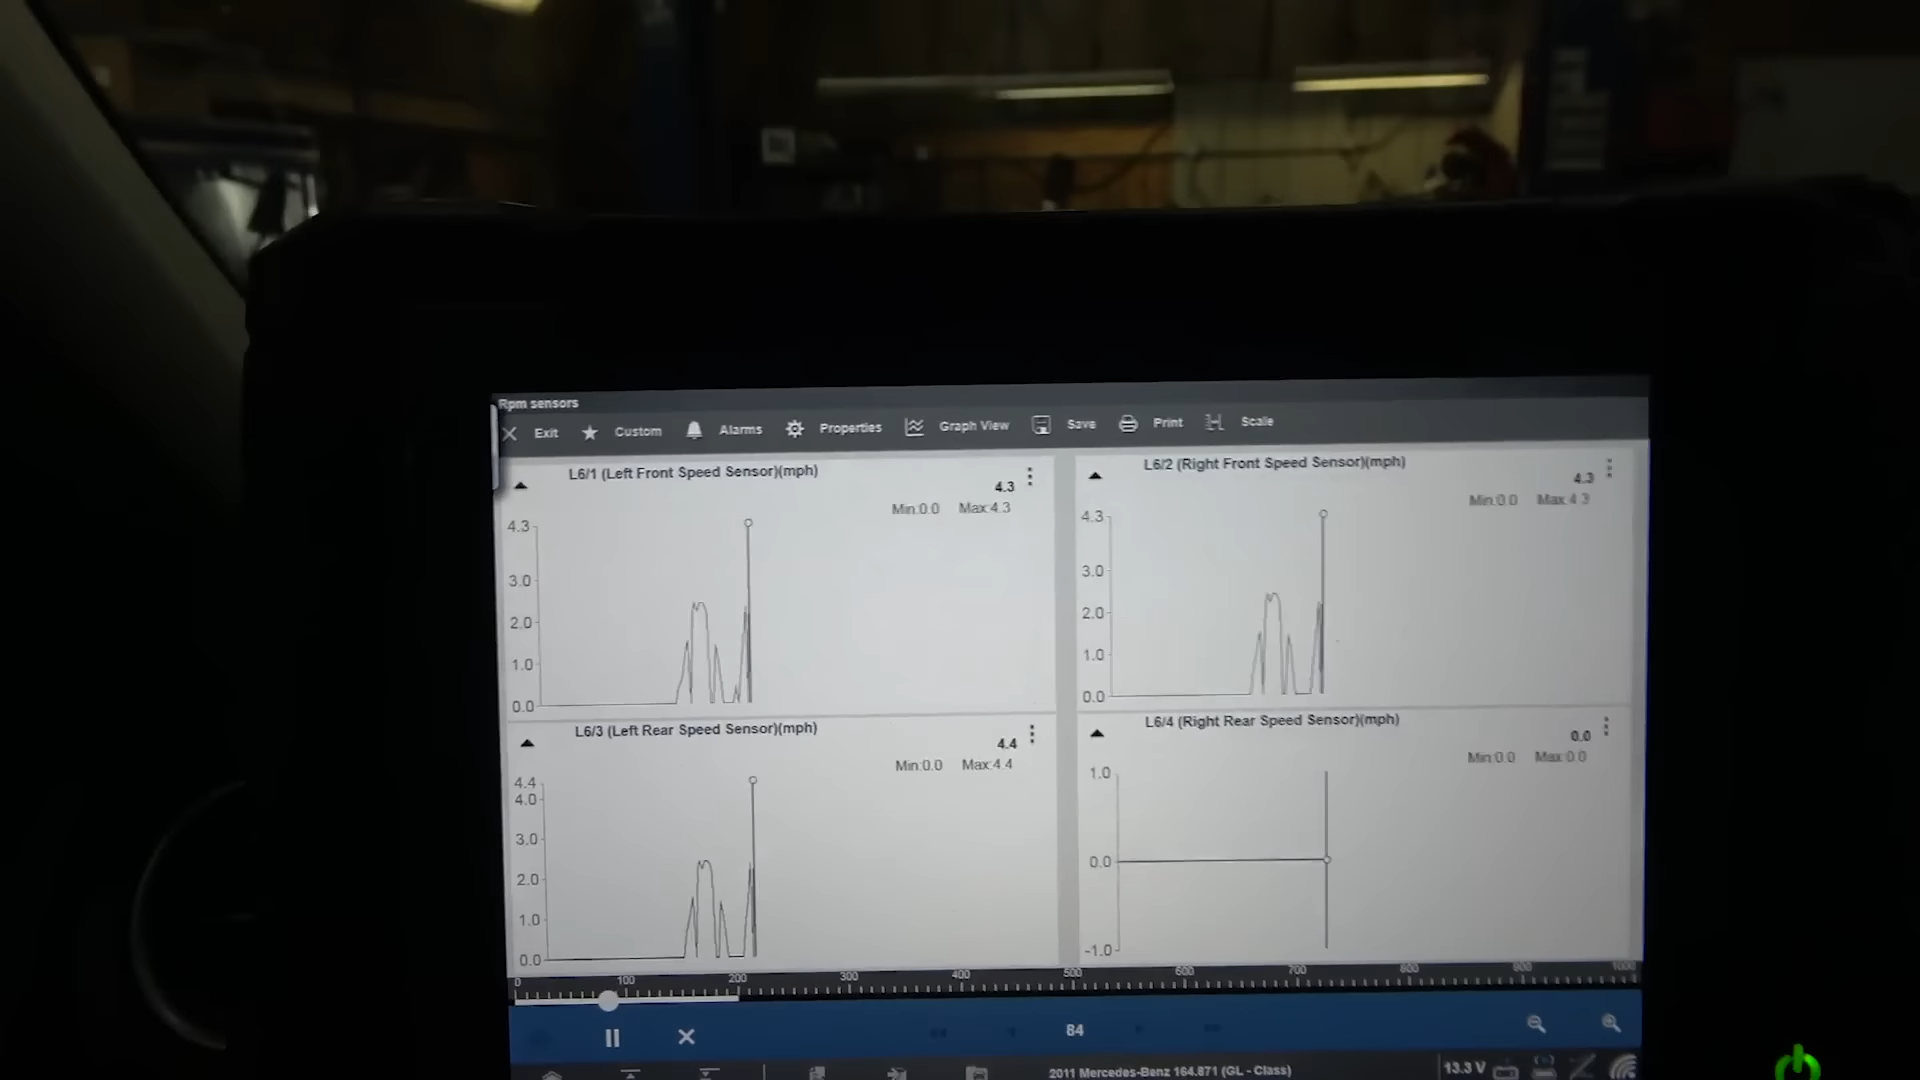 Rpm sensors
Exit Custom Alarms Properties Graph View Save Print Scale
L6/1 (Left Front Speed Sensor)(mph)
4.3
Min:0.0 Max:4.3
4.3
3.0
2.0
1.0
0.0
L6/2 (Right Front Speed Sensor)(mph)
4.3
Min:0.0 Max:4.3
4.3
3.0
2.0
1.0
0.0
L6/3 (Left Rear Speed Sensor)(mph)
4.4
Min:0.0 Max:4.4
4.4
4.0
3.0
2.0
1.0
0.0
L6/4 (Right Rear Speed Sensor)(mph)
0.0
Min:0.0 Max:0.0
1.0
0.0
-1.0
0 100 200 300 400 500 600 700 800 900 1000
84
2011 Mercedes-Benz 164.871 (GL - Class)
13.3 V